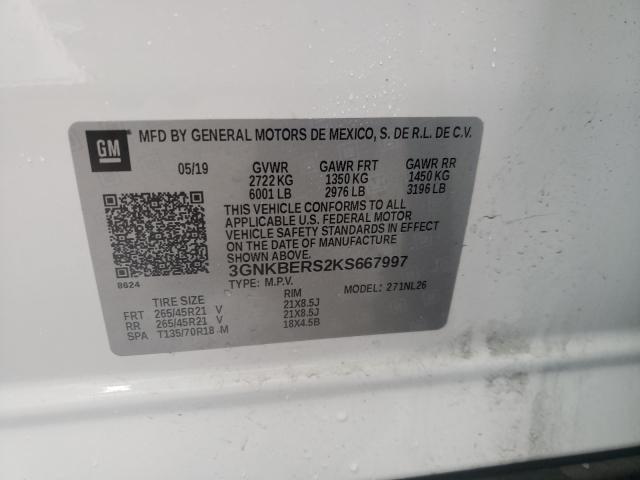 GM
MFD BY GENERAL MOTORS DE MEXICO, S. DE R.L. DE C.V.
05/19 GVWR GAWR FRT GAWR RR
2722 KG 1350 KG 1450 KG
6001 LB 2976 LB 3196 LB
THIS VEHICLE CONFORMS TO ALL
APPLICABLE U.S. FEDERAL MOTOR
VEHICLE SAFETY STANDARDS IN EFFECT
ON THE DATE OF MANUFACTURE
SHOWN ABOVE.
3GNKBERS2KS667997
8624
TYPE: M.P.V. MODEL: 271NL26
TIRE SIZE RIM
FRT 265/45R21 V 21X8.5J
RR 265/45R21 V 21X8.5J
SPA T135/70R18 M 18X4.5B